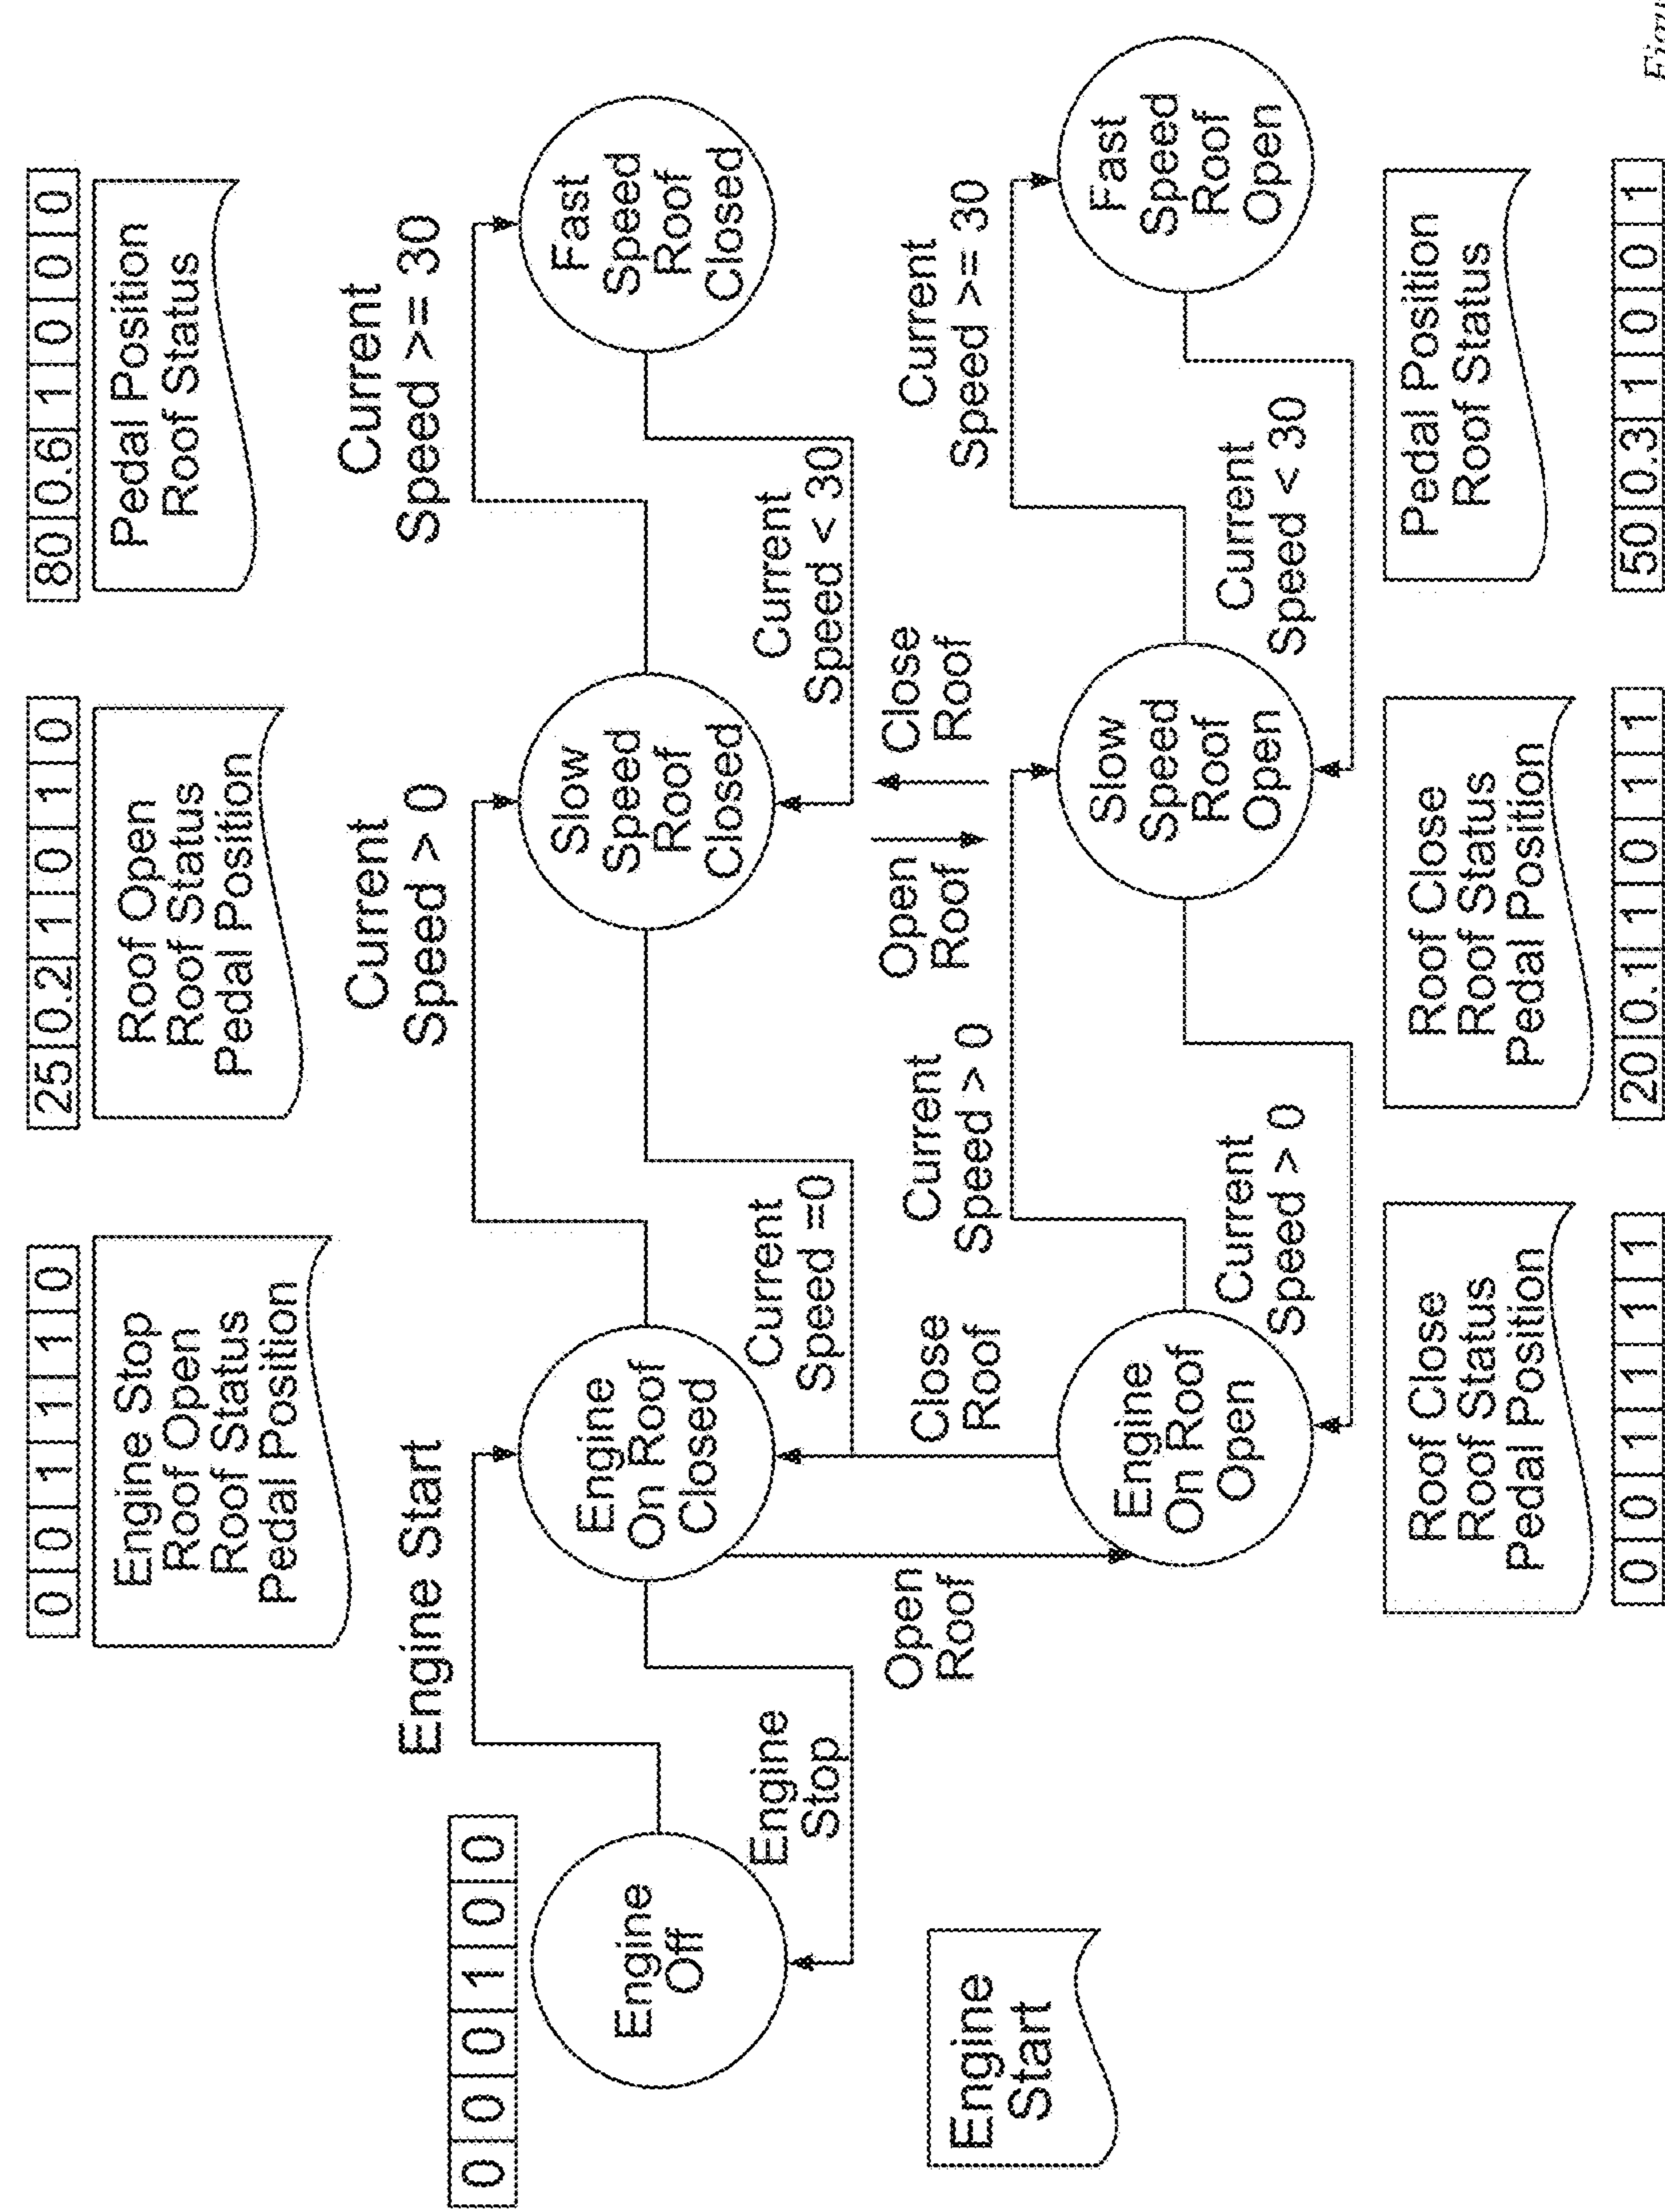 0 0 1 1 1 0
25 0.2 1 0 1 0
80 0.6 1 0 0 0
Engine Stop
Roof Open
Roof Status
Pedal Position
Roof Open
Roof Status
Pedal Position
Pedal Position
Roof Status
0 0 0 1 0 0
Engine Start
Current
Speed > 0
Current
Speed >= 30
Engine
Off
Engine
On Roof
Closed
Slow
Speed
Roof
Closed
Fast
Speed
Roof
Closed
Engine
Stop
Current
Speed =0
Current
Speed < 30
Open
Roof
Close
Roof
Current
Speed > 0
Open
Roof
Close
Roof
Current
Speed >= 30
Engine
Start
Engine
On Roof
Open
Slow
Speed
Roof
Open
Fast
Speed
Roof
Open
Current
Speed > 0
Current
Speed < 30
Roof Close
Roof Status
Pedal Position
Roof Close
Roof Status
Pedal Position
Pedal Position
Roof Status
0 0 1 1 1 1
20 0.1 1 0 1 1
50 0.3 1 0 0 1